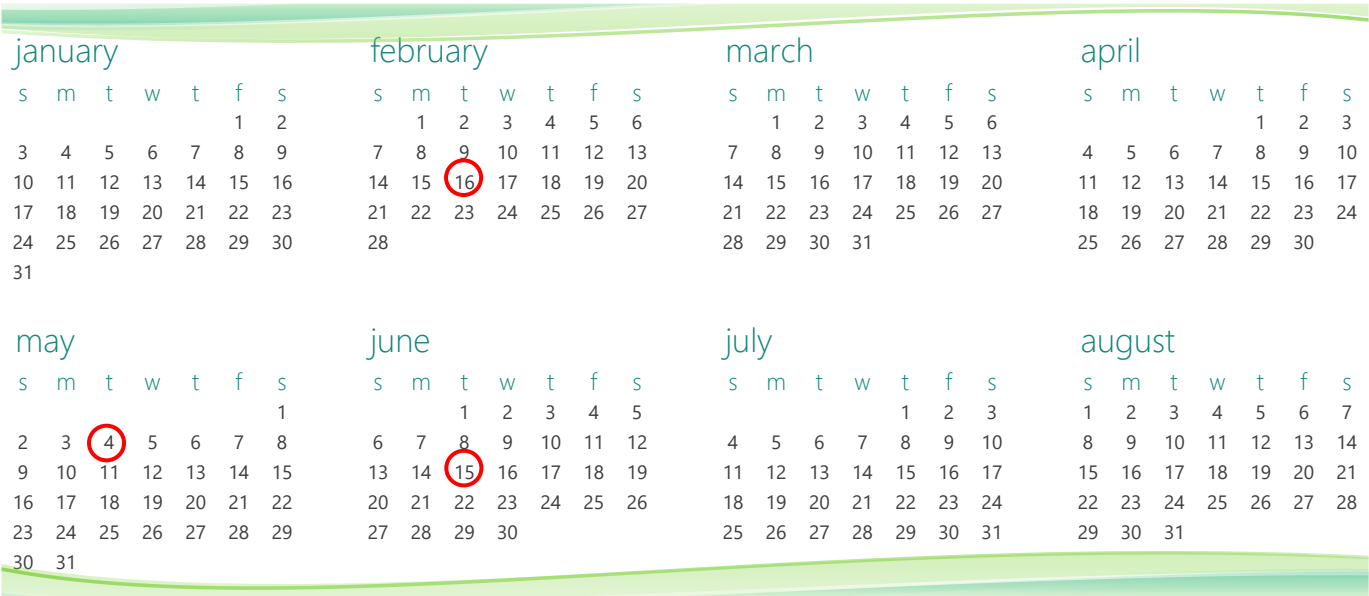 january
s m t w t f s
1 2
3 4 5 6 7 8 9
10 11 12 13 14 15 16
17 18 19 20 21 22 23
24 25 26 27 28 29 30
31
february
s m t w t f s
1 2 3 4 5 6
7 8 9 10 11 12 13
14 15 16 17 18 19 20
21 22 23 24 25 26 27
28
march
s m t w t f s
1 2 3 4 5 6
7 8 9 10 11 12 13
14 15 16 17 18 19 20
21 22 23 24 25 26 27
28 29 30 31
april
s m t w t f s
1 2 3
4 5 6 7 8 9 10
11 12 13 14 15 16 17
18 19 20 21 22 23 24
25 26 27 28 29 30
may
s m t w t f s
1
2 3 4 5 6 7 8
9 10 11 12 13 14 15
16 17 18 19 20 21 22
23 24 25 26 27 28 29
30 31
june
s m t w t f s
1 2 3 4 5
6 7 8 9 10 11 12
13 14 15 16 17 18 19
20 21 22 23 24 25 26
27 28 29 30
july
s m t w t f s
1 2 3
4 5 6 7 8 9 10
11 12 13 14 15 16 17
18 19 20 21 22 23 24
25 26 27 28 29 30 31
august
s m t w t f s
1 2 3 4 5 6 7
8 9 10 11 12 13 14
15 16 17 18 19 20 21
22 23 24 25 26 27 28
29 30 31